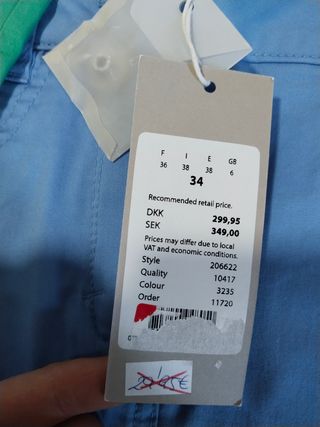 F I E GB
36 38 38 6
34
Recommended retail price.
DKK 299,95
SEK 349,00
Prices may differ due to local
VAT and economic conditions.
Style 206622
Quality 10417
Colour 3235
Order 11720